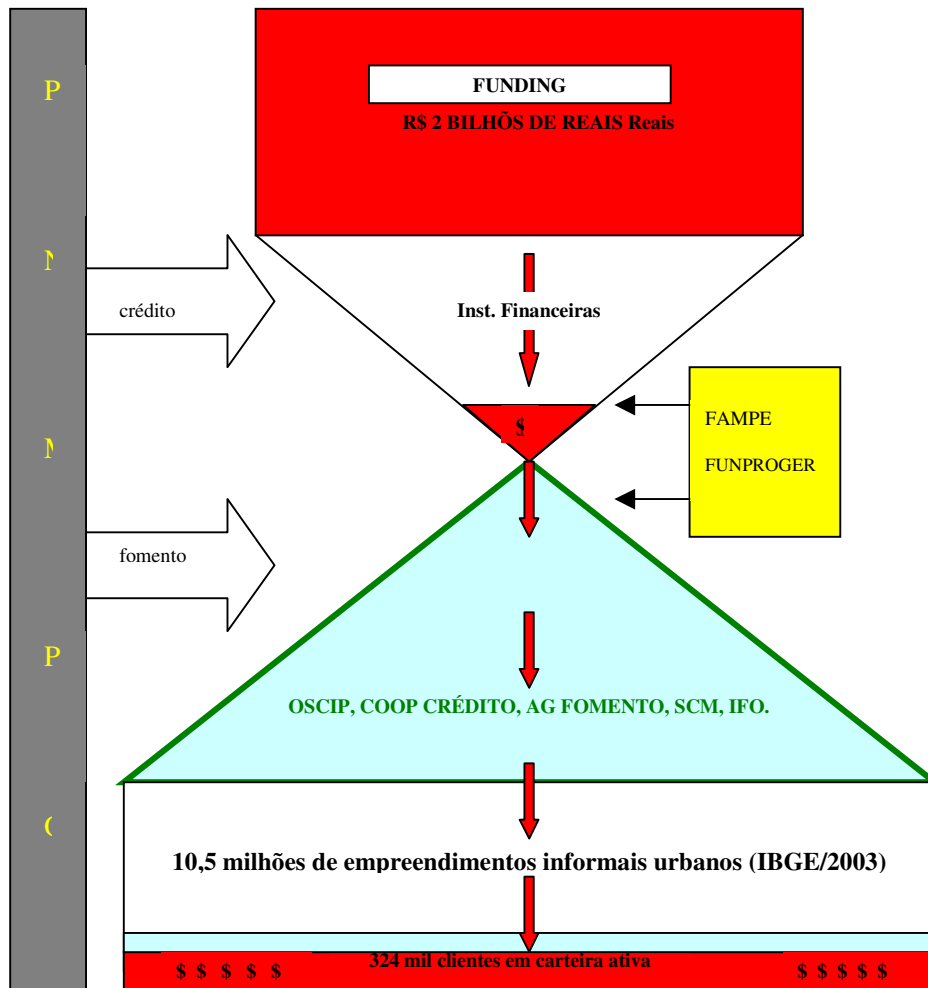 P
N
M
P
FUNDING
R$ 2 BILHÕS DE REAIS Reais
crédito
Inst. Financeiras
$
FAMPE
FUNPROGER
fomento
OSCIP, COOP CRÉDITO, AG FOMENTO, SCM, IFO.
10,5 milhões de empreendimentos informais urbanos (IBGE/2003)
324 mil clientes em carteira ativa
$ $ $ $ $
$ $ $ $ $